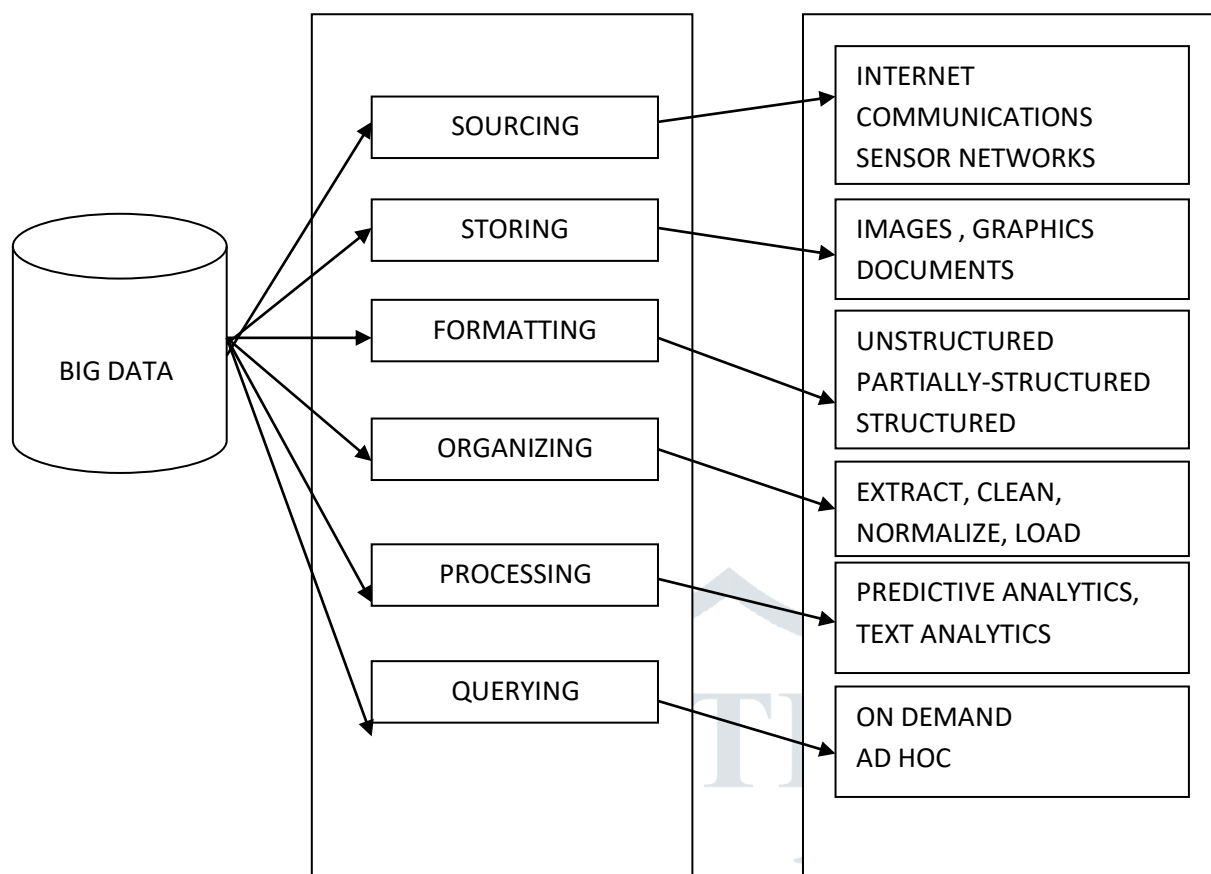 BIG DATA
SOURCING
STORING
FORMATTING
ORGANIZING
PROCESSING
QUERYING
INTERNET
COMMUNICATIONS
SENSOR NETWORKS
IMAGES , GRAPHICS
DOCUMENTS
UNSTRUCTURED
PARTIALLY-STRUCTURED
STRUCTURED
EXTRACT, CLEAN,
NORMALIZE, LOAD
PREDICTIVE ANALYTICS,
TEXT ANALYTICS
ON DEMAND
AD HOC